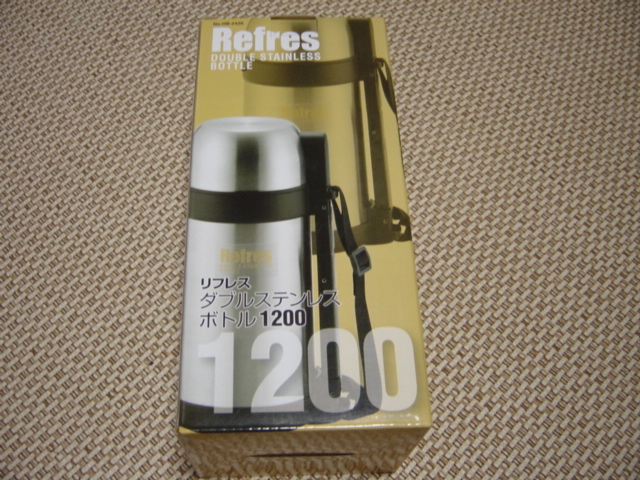 Refres
DOUBLE STAINLESS
BOTTLE
Refres
リフレス
ダブルステンレス
ボトル1200
1200